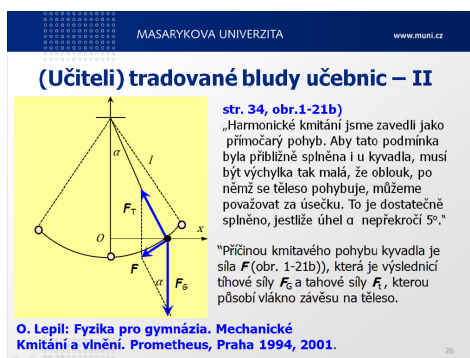 MASARYKOVA UNIVERZITA
www.muni.cz
(Učiteli) tradované bludy učebnic – II
str. 34, obr.1-21b)
„Harmonické kmitání jsme zavedli jako
přímočarý pohyb. Aby tato podmínka
byla přibližně splněna i u kyvadla, musí
být výchylka tak malá, že oblouk, po
němž se těleso pohybuje, můžeme
považovat za úsečku. To je dostatečně
splněno, jestliže úhel α nepřekročí 5°."
"Příčinou kmitavého pohybu kyvadla je
síla F (obr. 1-21b)), která je výslednicí
tíhové síly FG a tahové síly Ft, kterou
působí vlákno závěsu na těleso.
α
l
FT
O
x
F
α
FG
O. Lepil: Fyzika pro gymnázia. Mechanické
Kmitání a vlnění. Prometheus, Praha 1994, 2001.
26